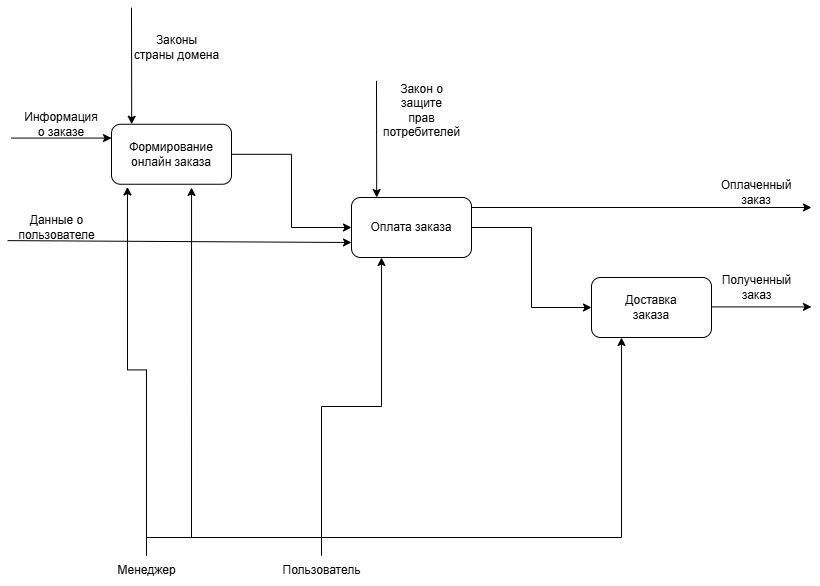 Законы
страны домена
Закон о
защите
прав
потребителей
Информация
о заказе
Формирование
онлайн заказа
Данные о
пользователе
Оплата заказа
Оплаченный
заказ
Доставка
заказа
Полученный
заказ
Менеджер
Пользователь